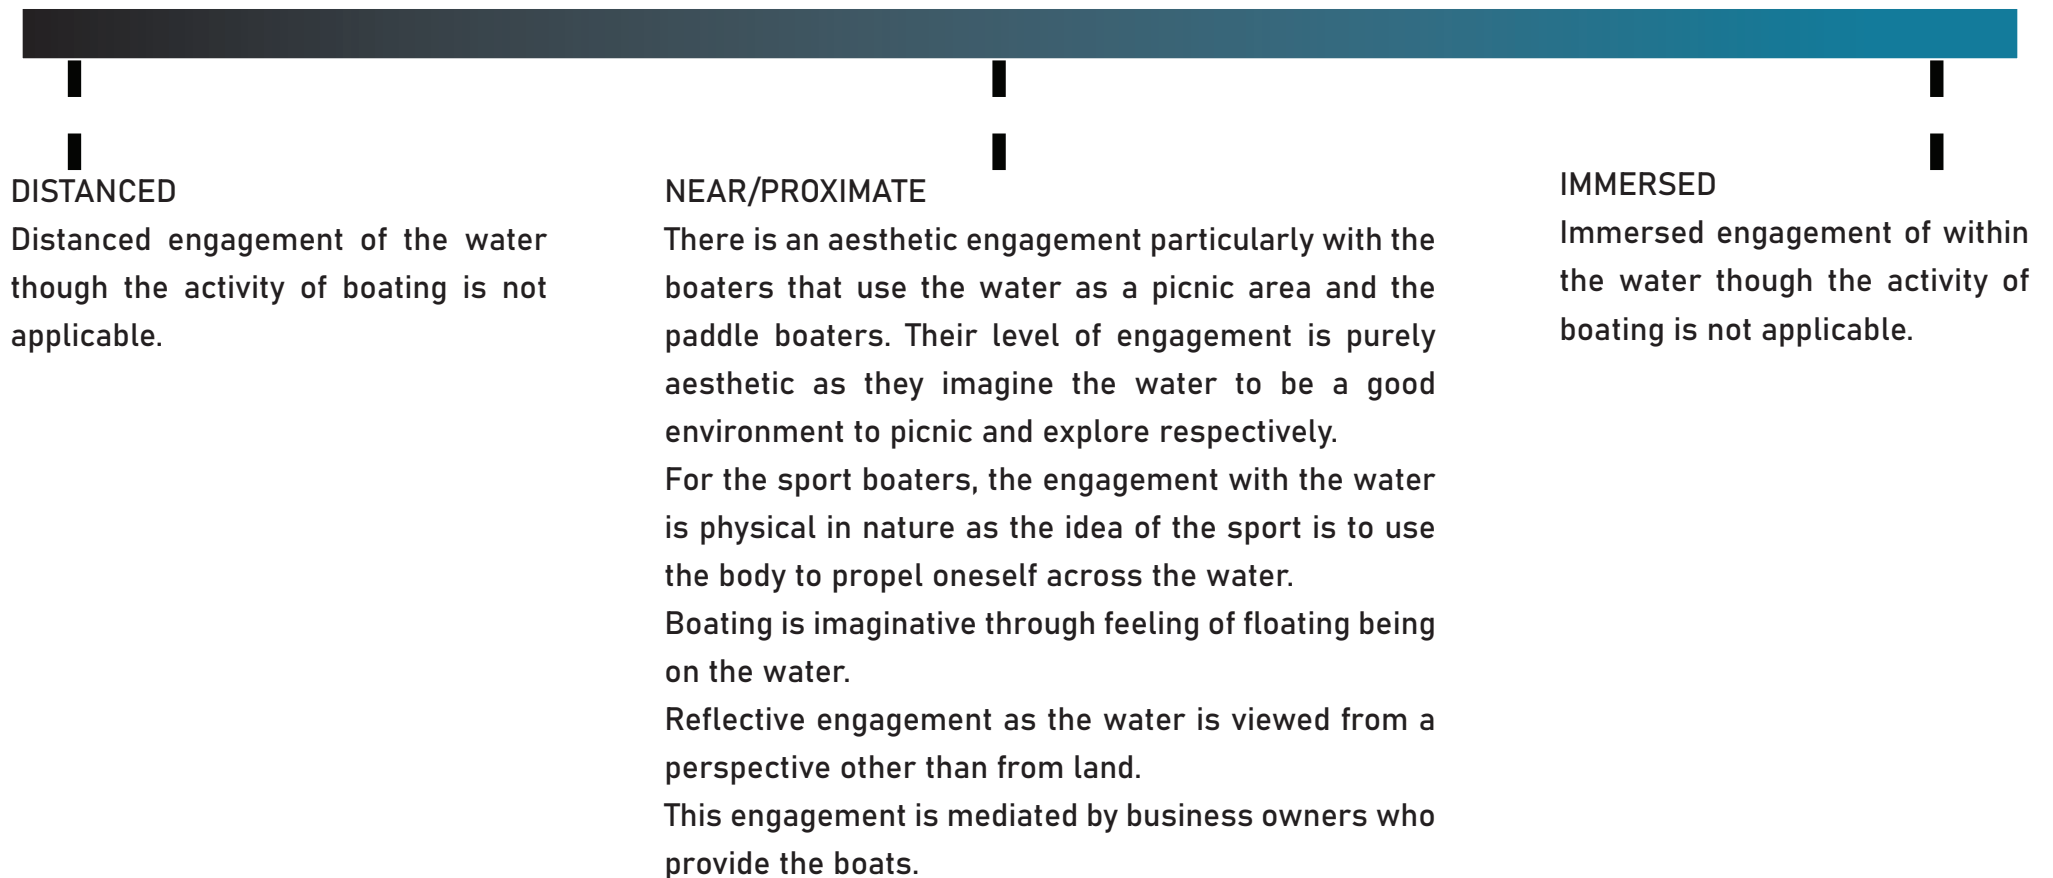 DISTANCED
Distanced engagement of the water
though the activity of boating is not
applicable.
NEAR/PROXIMATE
There is an aesthetic engagement particularly with the
boaters that use the water as a picnic area and the
paddle boaters. Their level of engagement is purely
aesthetic as they imagine the water to be a good
environment to picnic and explore respectively.
For the sport boaters, the engagement with the water
is physical in nature as the idea of the sport is to use
the body to propel oneself across the water.
Boating is imaginative through feeling of floating being
on the water.
Reflective engagement as the water is viewed from a
perspective other than from land.
This engagement is mediated by business owners who
provide the boats.
IMMERSED
Immersed engagement of within
the water though the activity of
boating is not applicable.